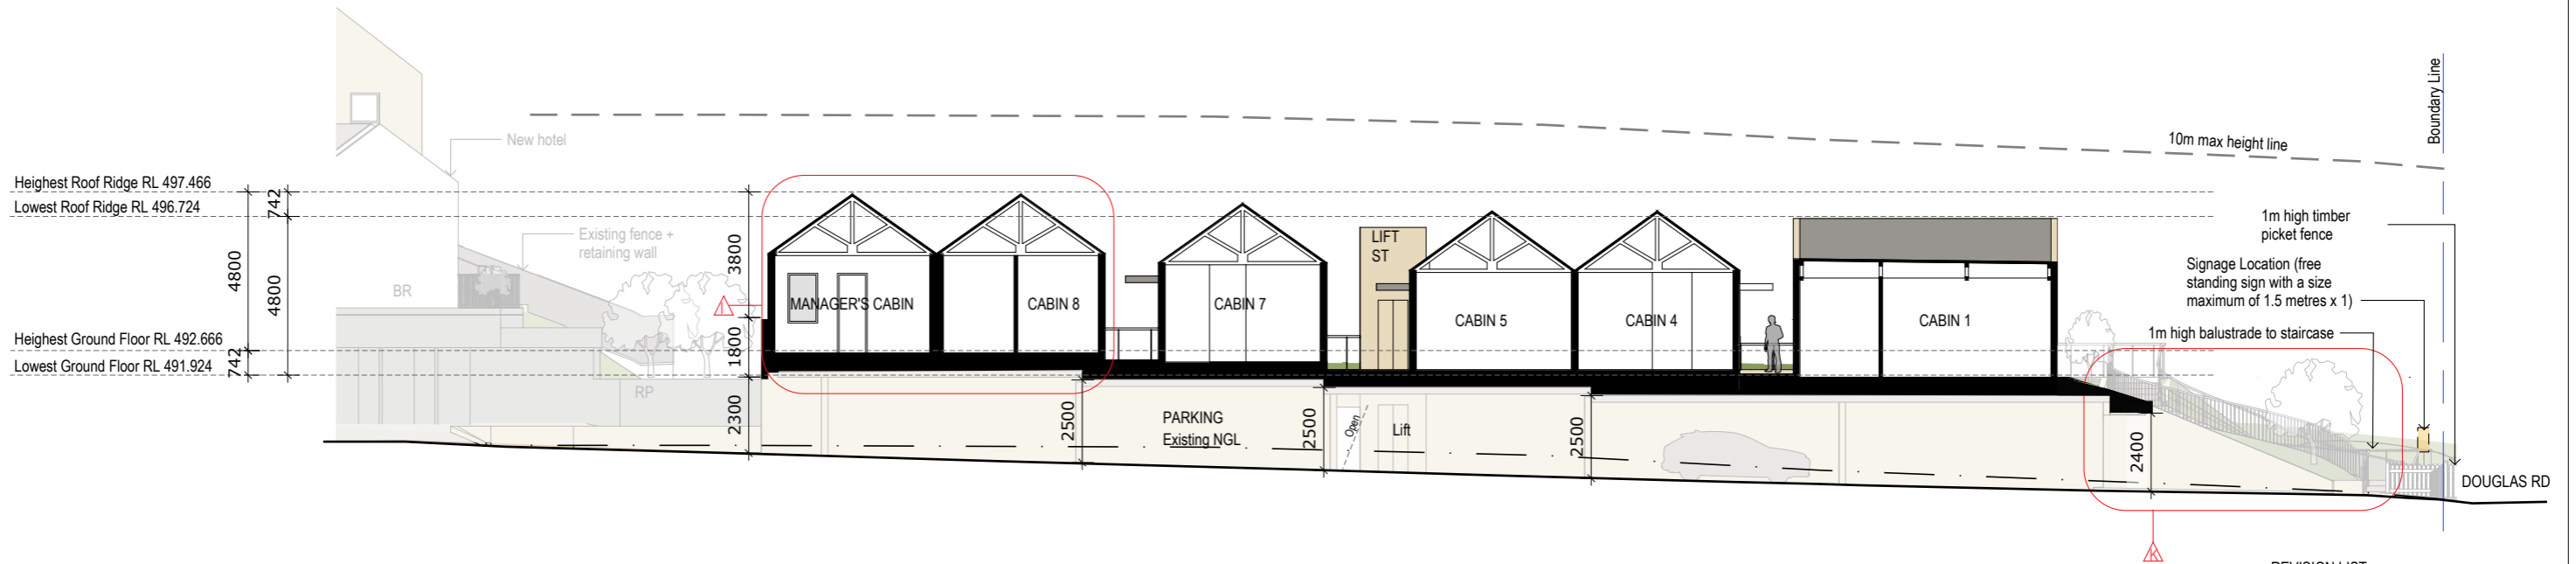 Boundary Line
10m max height line
New hotel
Heighest Roof Ridge RL 497.466
Lowest Roof Ridge RL 496.724
742
4800
4800
3800
Existing fence +
retaining wall
BR
LIFT
ST
1m high timber
picket fence
Signage Location (free
standing sign with a size
maximum of 1.5 metres x 1)
1m high balustrade to staircase
MANAGER'S CABIN
CABIN 8
CABIN 7
CABIN 5
CABIN 4
CABIN 1
I
Heighest Ground Floor RL 492.666
Lowest Ground Floor RL 491.924
742
1800
RP
2300
2500
PARKING
Existing NGL
2500
Open
Lift
2500
2400
DOUGLAS RD
K
REVISION LIST